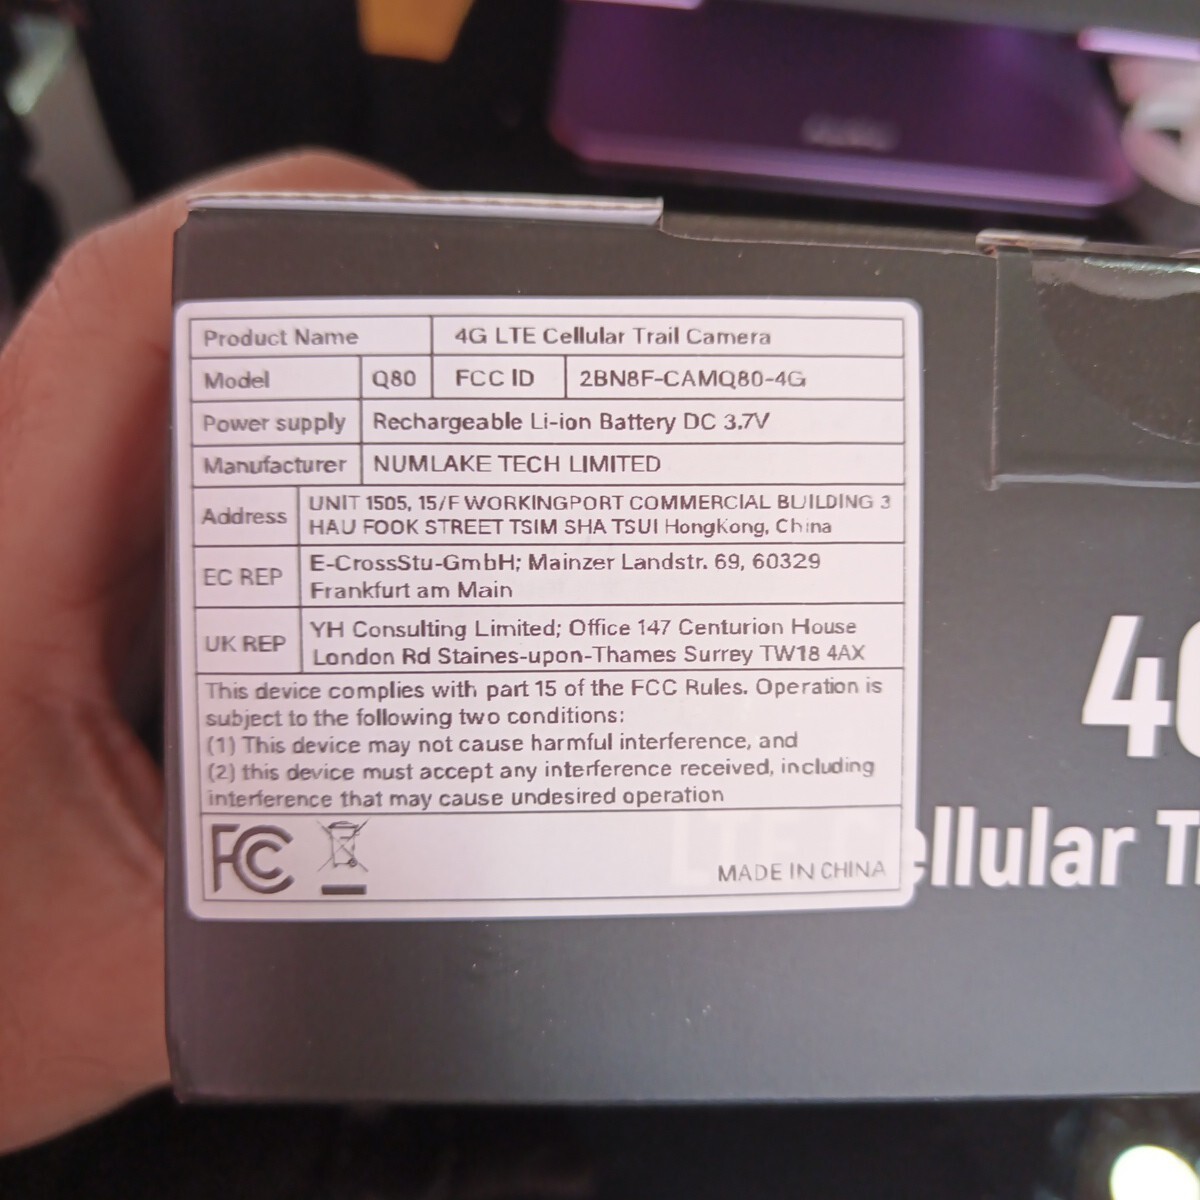 Product Name 4G LTE Cellular Trail Camera
Model Q80 FCC ID 2BN8F-CAMQ80-4G
Power supply Rechargeable Li-ion Battery DC 3.7V
Manufacturer NUMLAKE TECH LIMITED
Address UNIT 1505, 15/F WORKINGPORT COMMERCIAL BUILDING 3
HAU FOOK STREET TSIM SHA TSUI HongKong, China
EC REP E-CrossStu-GmbH; Mainzer Landstr. 69, 60329
Frankfurt am Main
UK REP YH Consulting Limited; Office 147 Centurion House
London Rd Staines-upon-Thames Surrey TW18 4AX
This device complies with part 15 of the FCC Rules. Operation is
subject to the following two conditions:
(1) This device may not cause harmful interference, and
(2) this device must accept any interference received, including
interference that may cause undesired operation
FC
MADE IN CHINA
4G
LTE Cellular